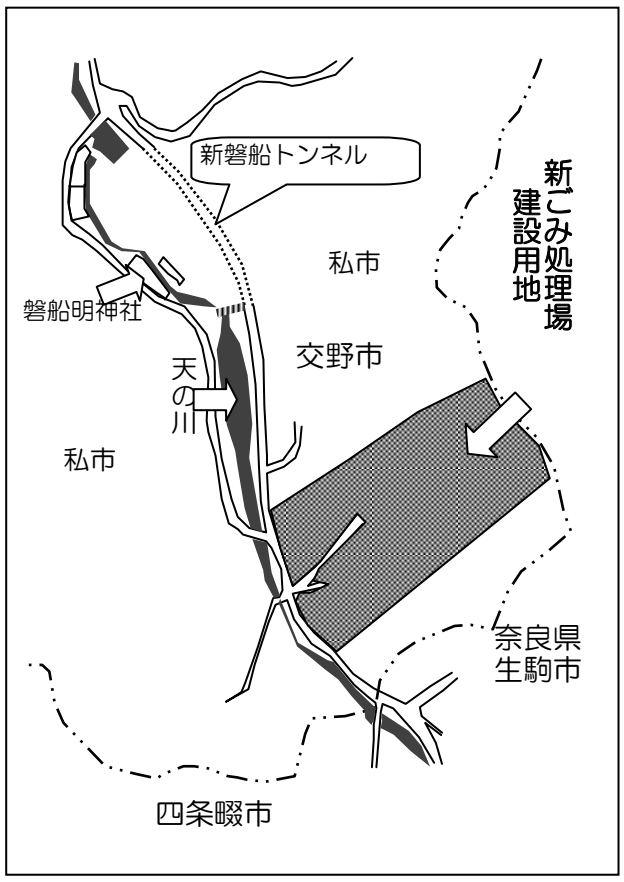 新磐船トンネル
新ごみ処理場
建設用地
私市
磐船明神社
交野市
天の川
私市
奈良県
生駒市
四条畷市